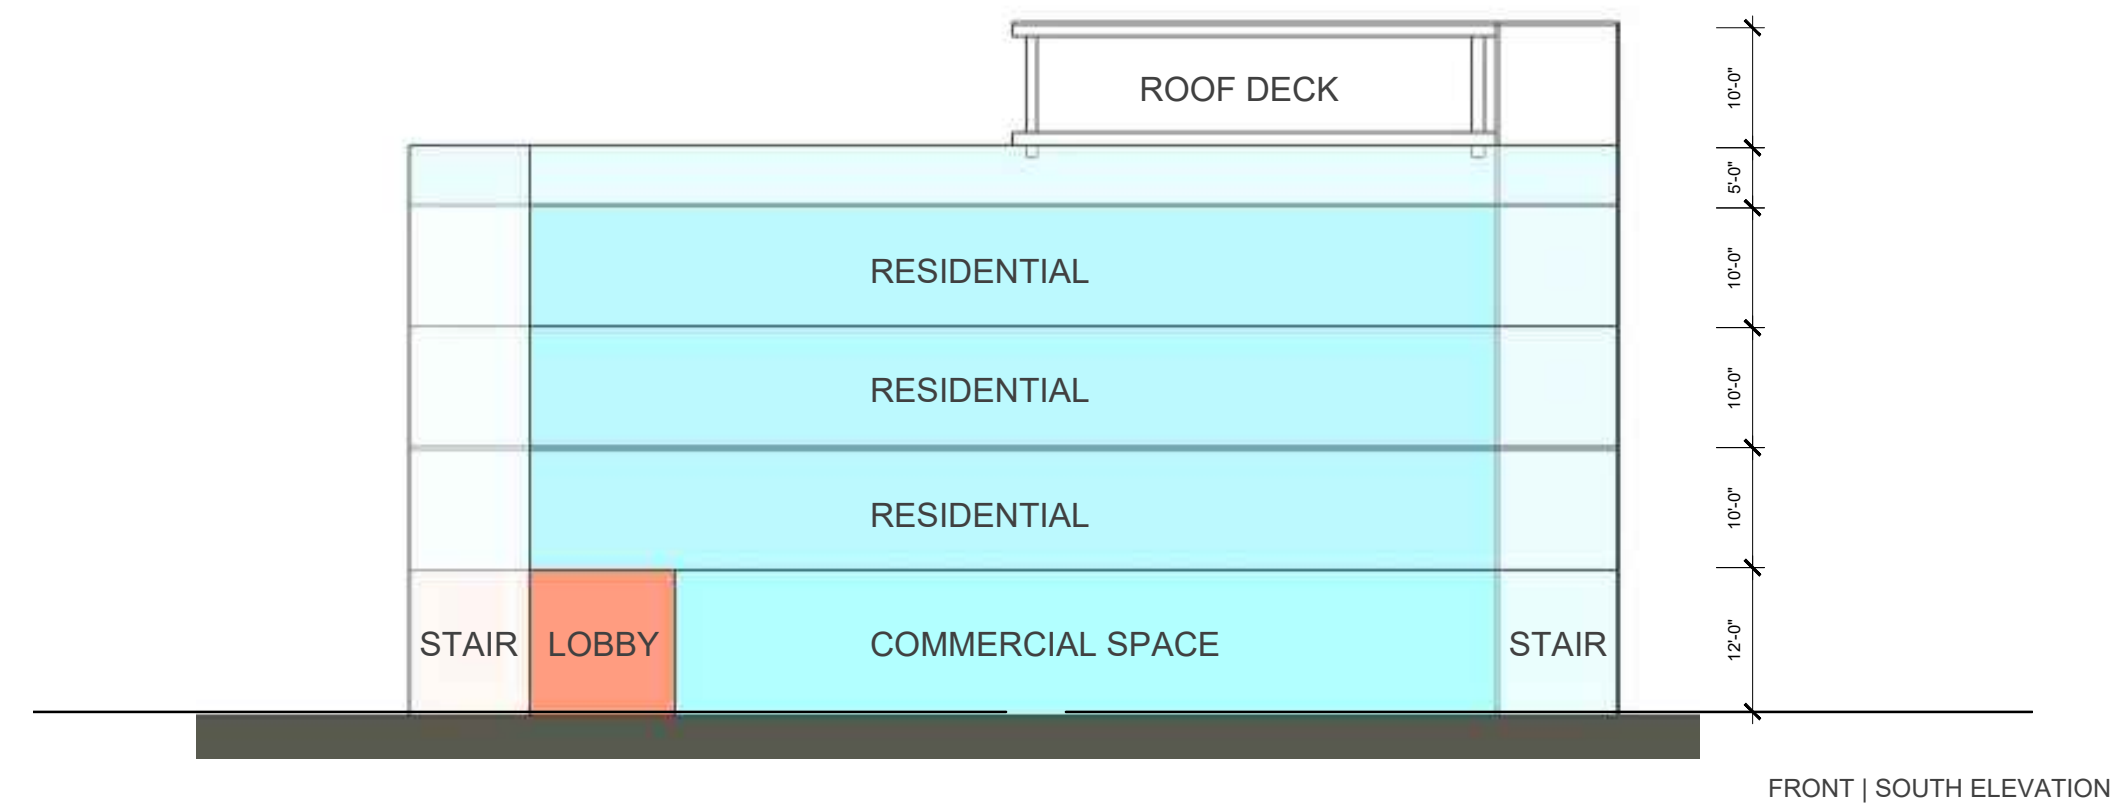 ROOF DECK
10'-0"
5'-0"
RESIDENTIAL
10'-0"
RESIDENTIAL
10'-0"
RESIDENTIAL
10'-0"
STAIR LOBBY COMMERCIAL SPACE STAIR
12'-0"
FRONT | SOUTH ELEVATION